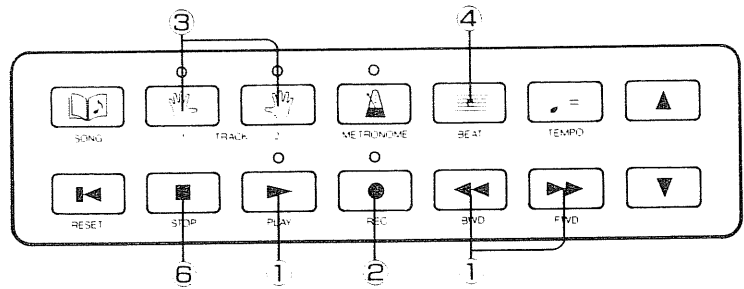 ③ ④
SONG 1 TRACK 2 METRONOME BEAT TEMPO
RESET STOP PLAY REC BWD FWD
⑥ ① ② ①